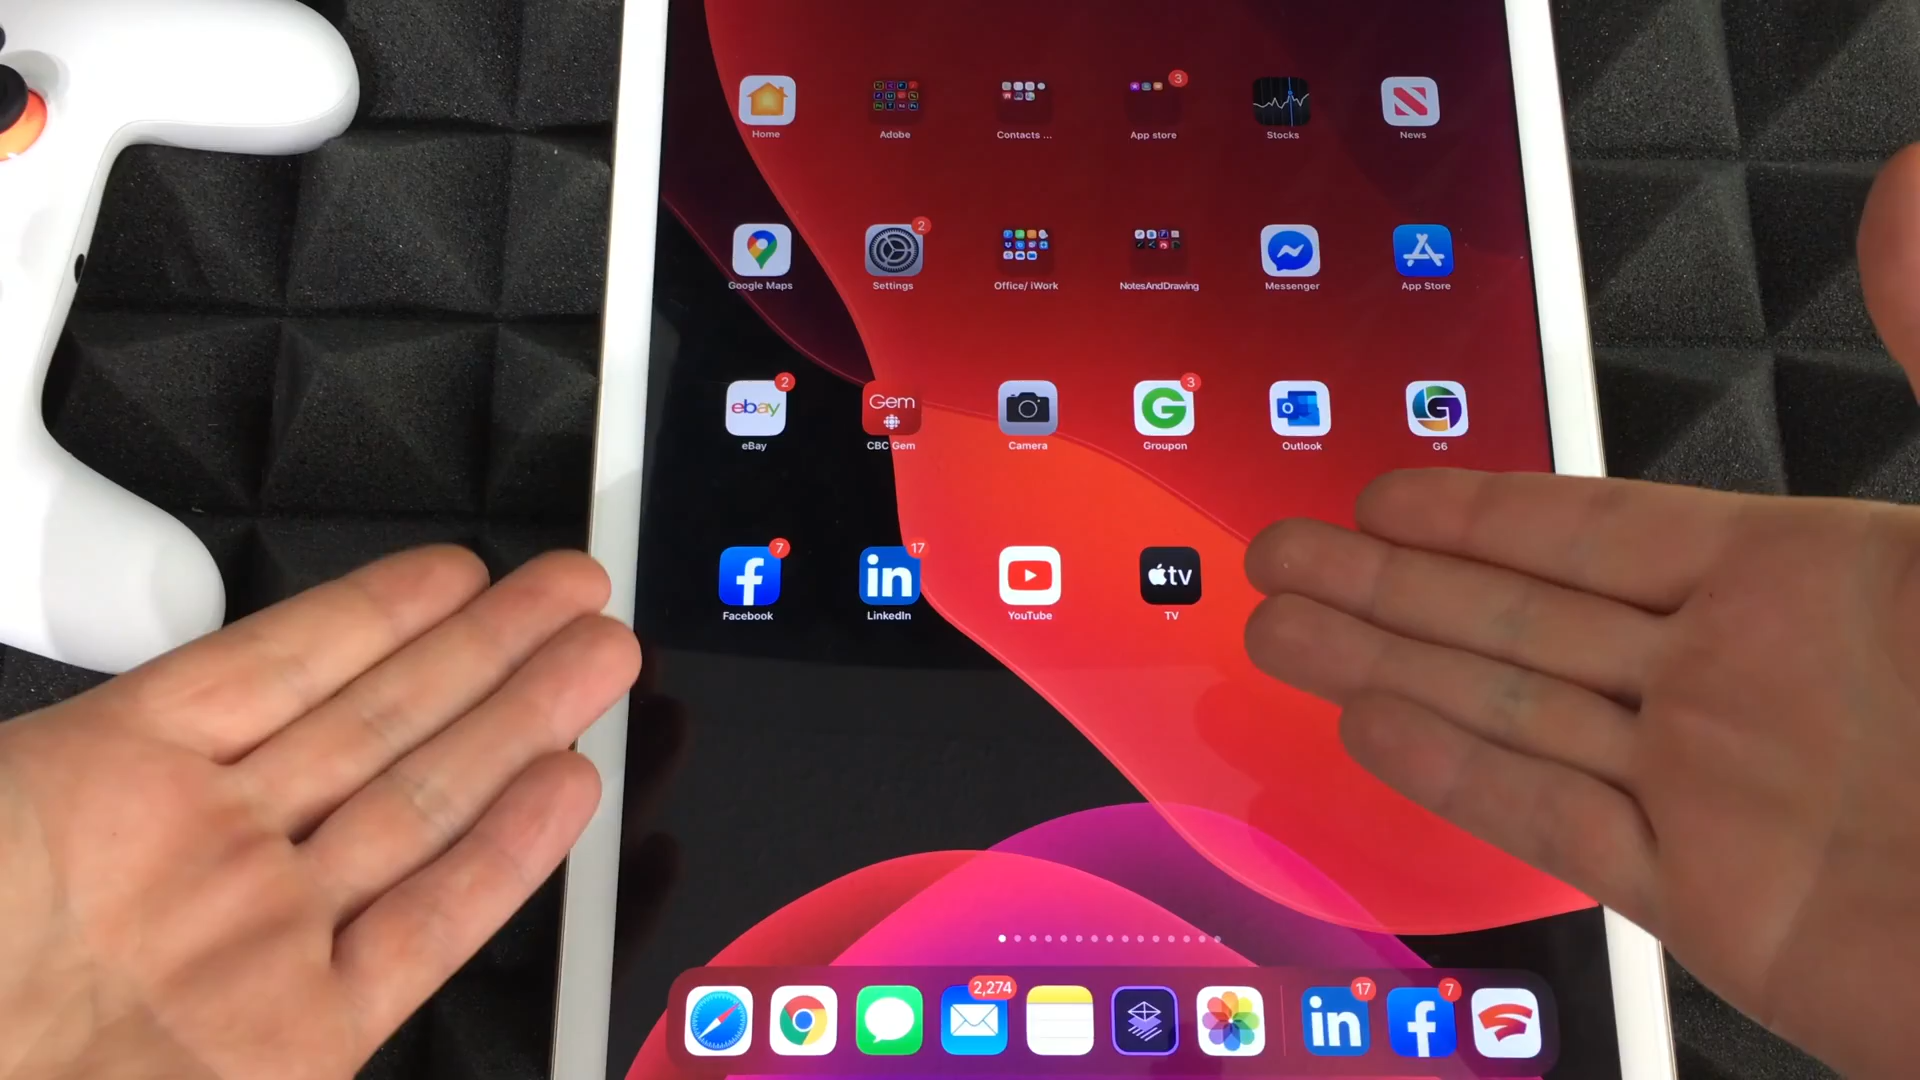 3
Home Adobe Contacts ... App store Stocks News
2
Google Maps Settings Office/ iWork NotesAndDrawing Messenger App Store
2 3
ebay Gem
eBay CBC Gem Camera Groupon Outlook G6
7 17
in tv
Facebook LinkedIn YouTube TV
2,274 17 7
in